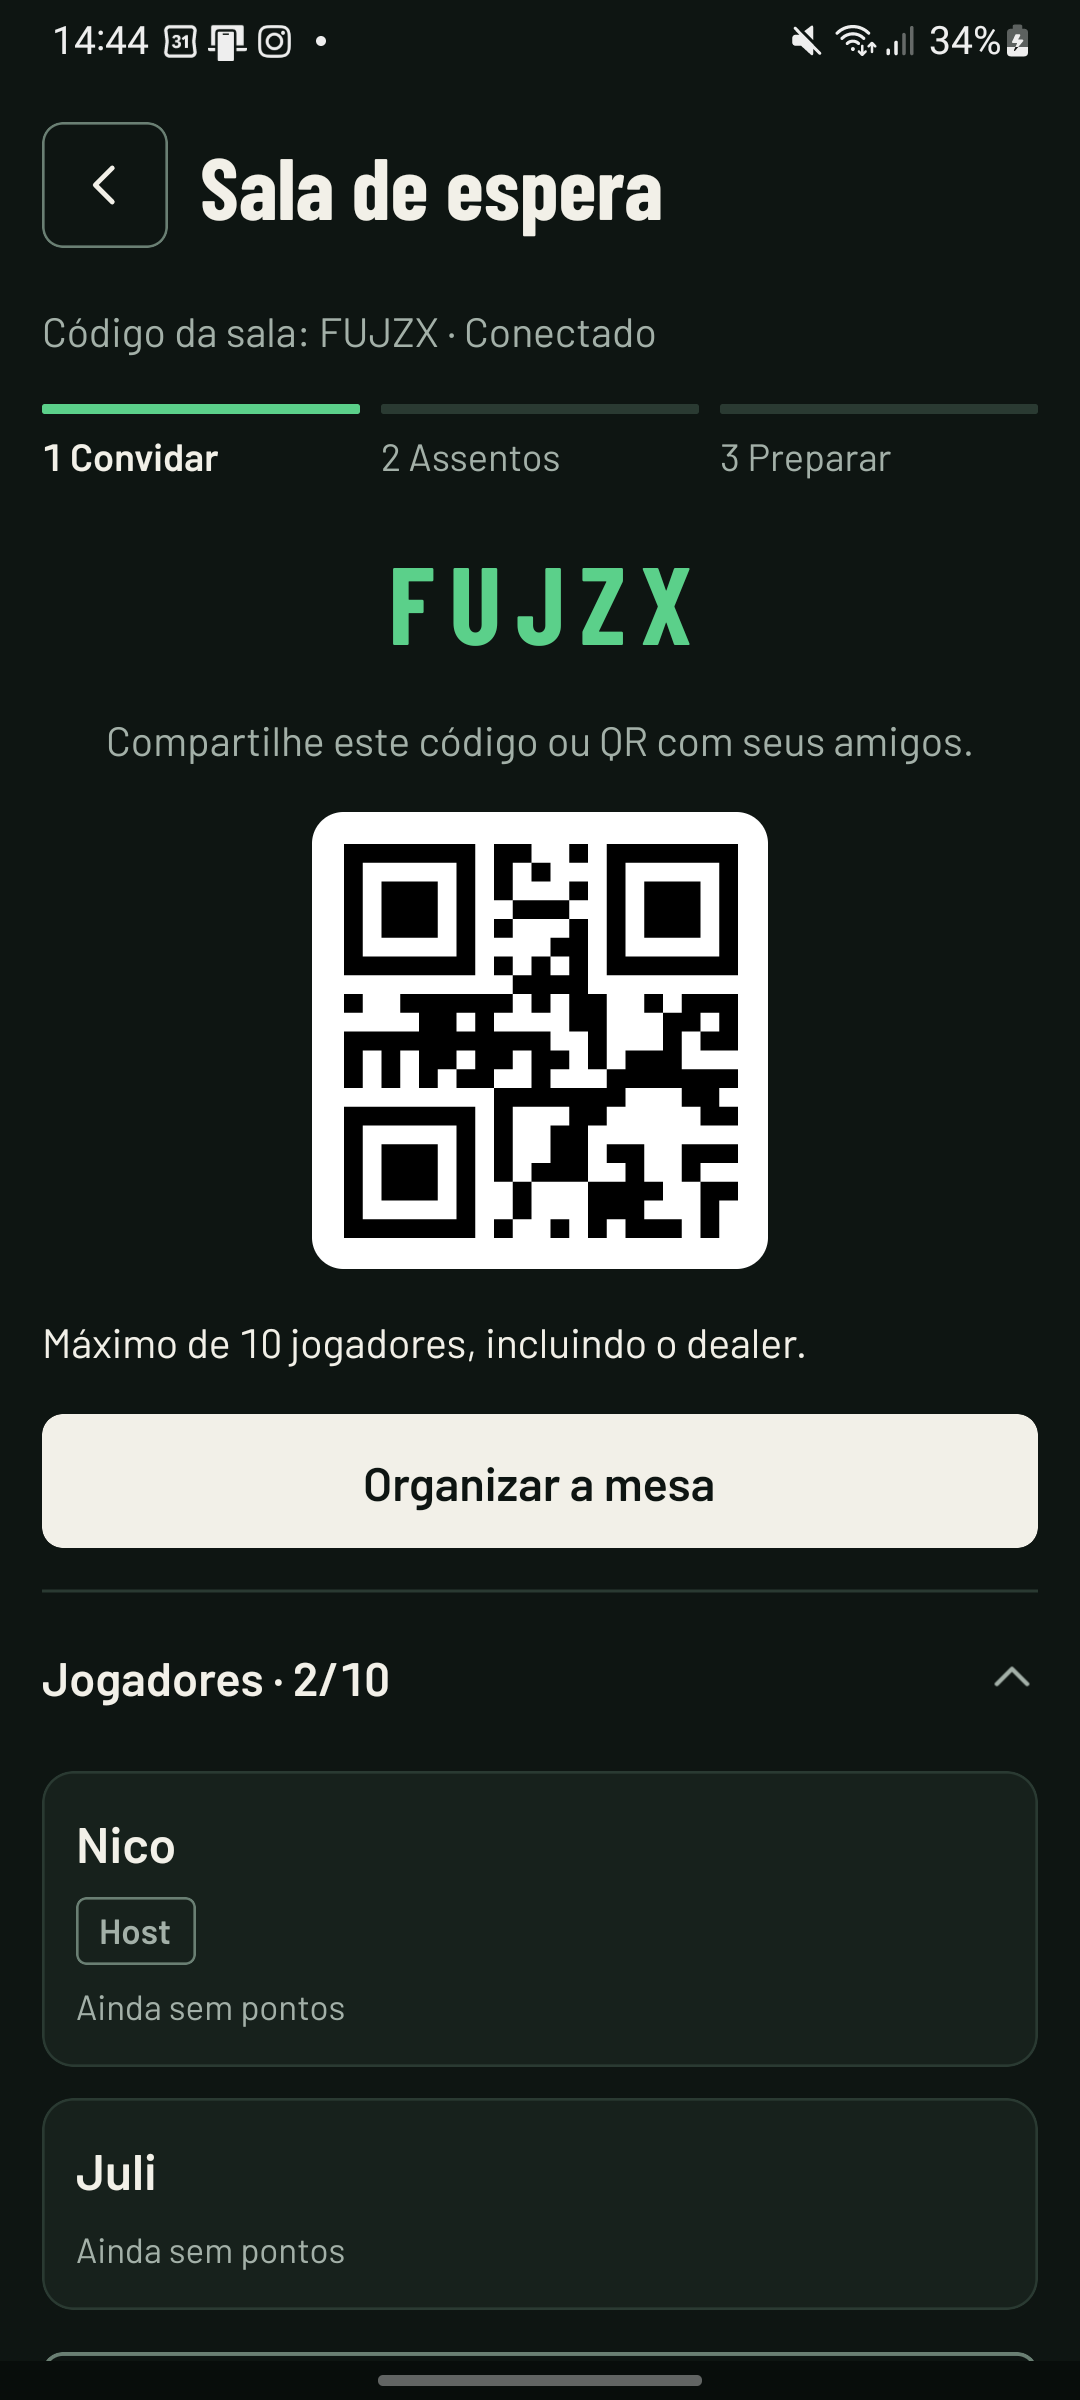 14:44
31
34%
Sala de espera
Código da sala: FUJZX · Conectado
1 Convidar
2 Assentos
3 Preparar
FUJZX
Compartilhe este código ou QR com seus amigos.
Máximo de 10 jogadores, incluindo o dealer.
Organizar a mesa
Jogadores · 2/10
Nico
Host
Ainda sem pontos
Juli
Ainda sem pontos